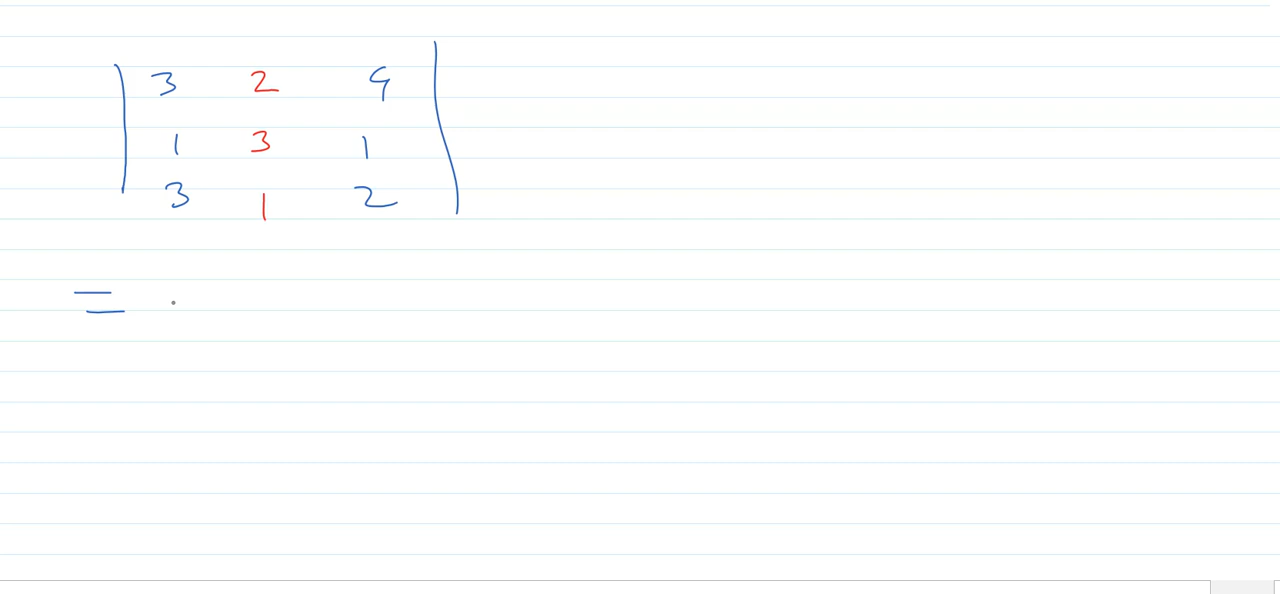 | 3 2 9 |
| 1 3 1 |
| 3 1 2 |
=